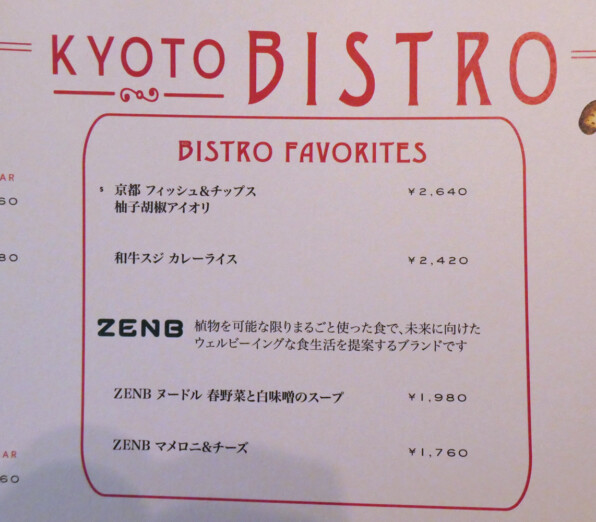 KYOTO BISTRO
BISTRO FAVORITES
AR
60
s 京都 フィッシュ&チップス ¥2,640
柚子胡椒アイオリ
80
和牛スジ カレーライス ¥2,420
ZENB 植物を可能な限りまるごと使った食で、未来に向けた
ウェルビーイングな食生活を提案するブランドです
ZENB ヌードル 春野菜と白味噌のスープ ¥1,980
ZENB マメロニ&チーズ ¥1,760
AR
60